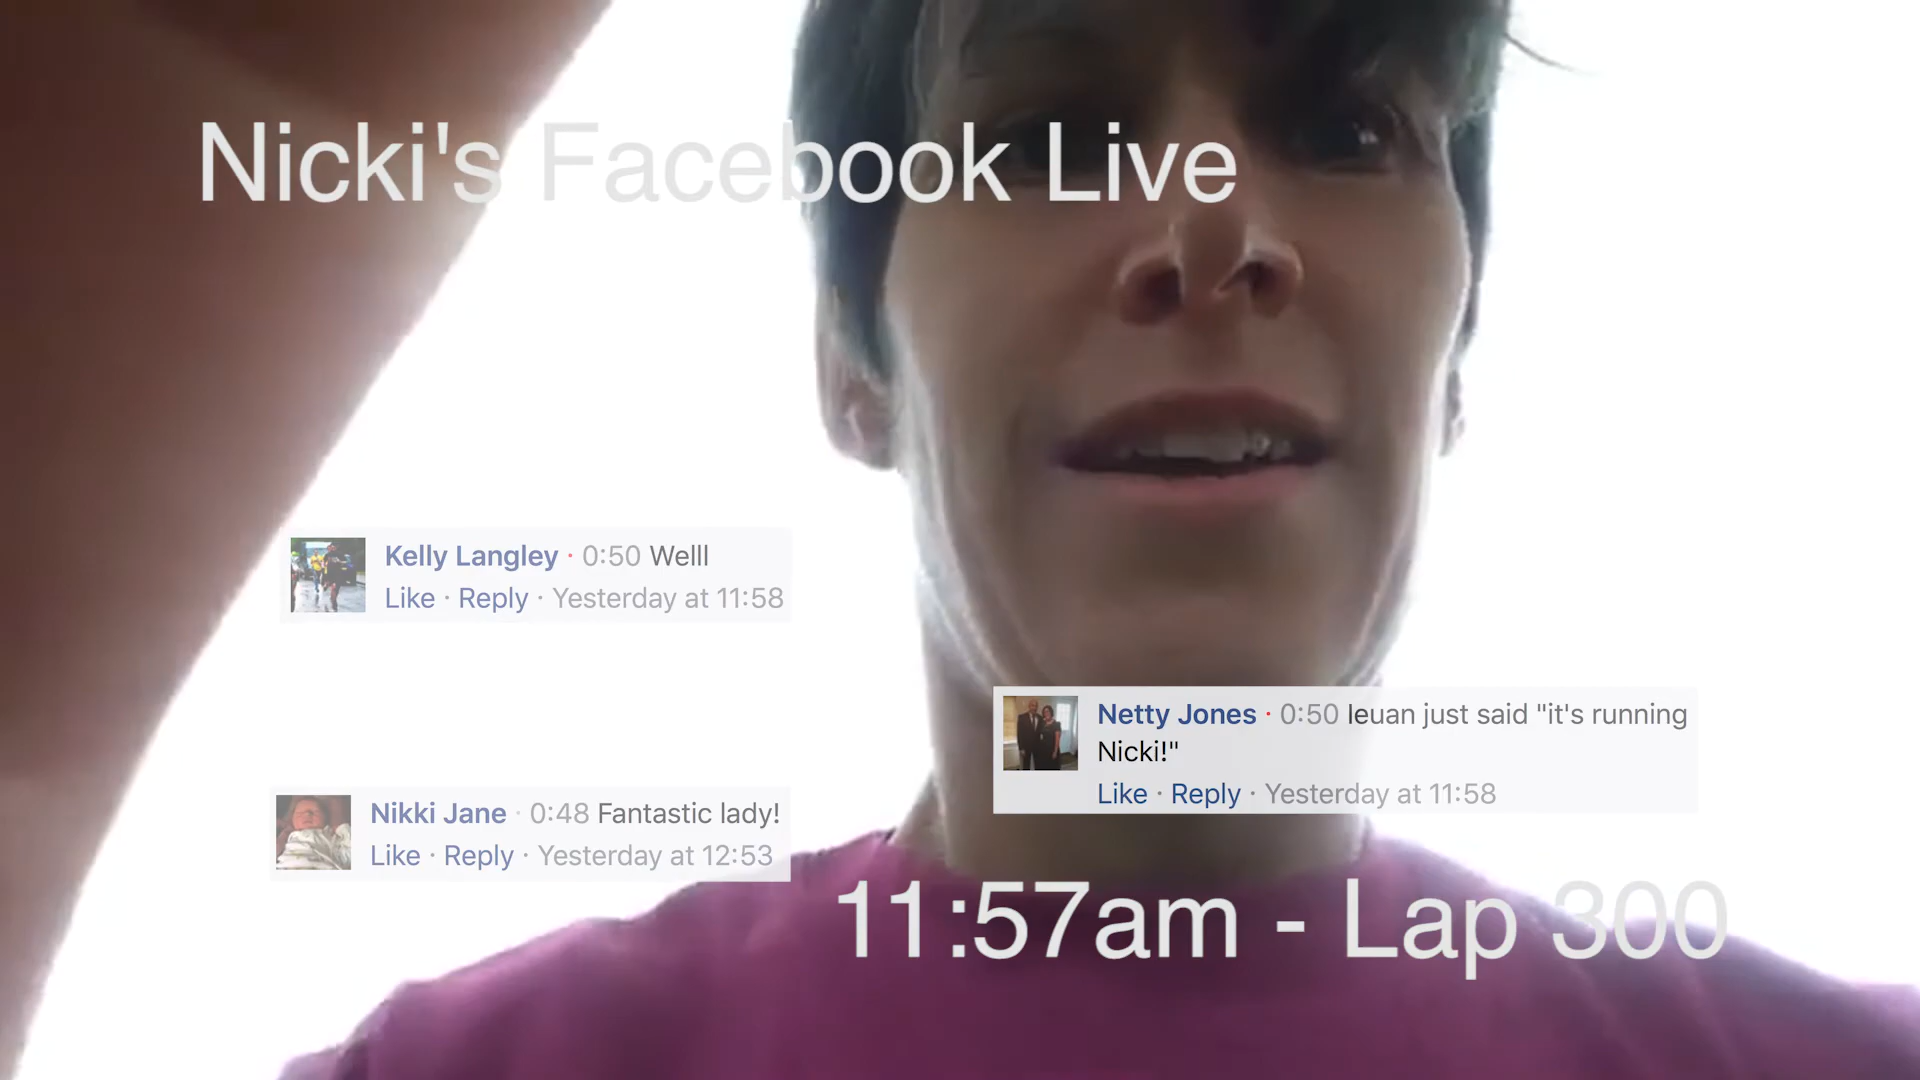 Nicki's Facebook Live
Kelly Langley · 0:50 Welll
Like · Reply · Yesterday at 11:58
Netty Jones · 0:50 Ieuan just said "it's running
Nicki!"
Like · Reply · Yesterday at 11:58
Nikki Jane · 0:48 Fantastic lady!
Like · Reply · Yesterday at 12:53
11:57am - Lap 300